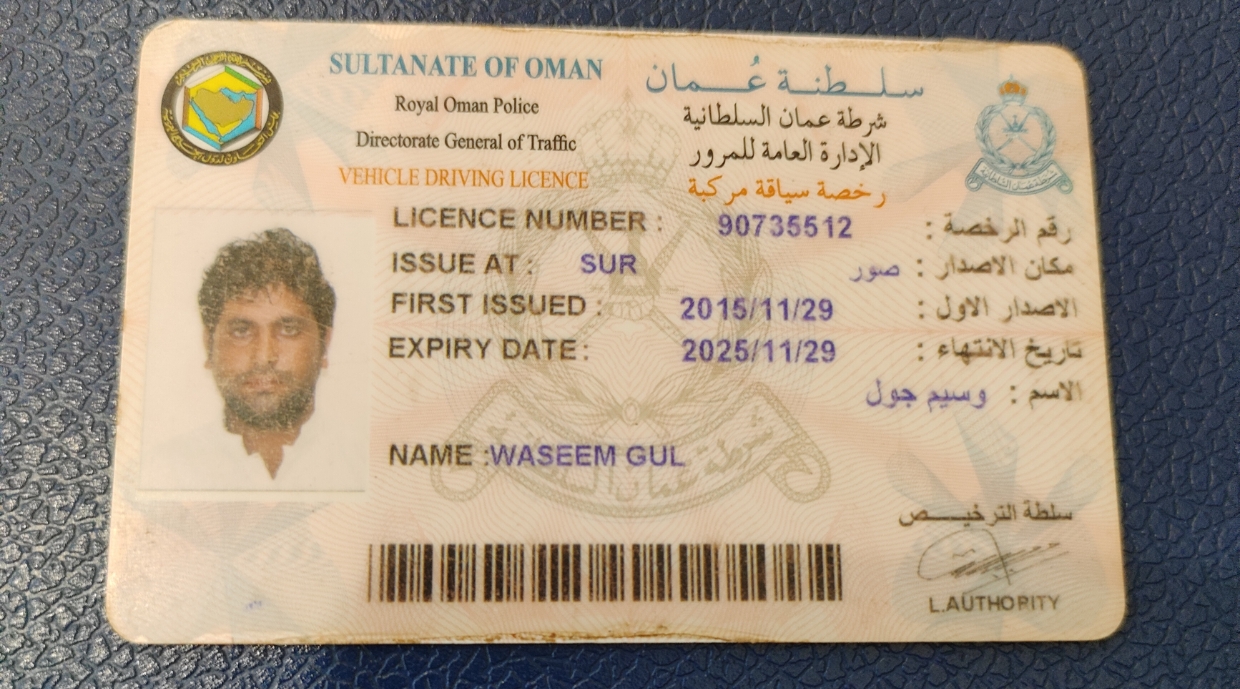 SULTANATE OF OMAN سلطنة عُمان
Royal Oman Police شرطة عمان السلطانية
Directorate General of Traffic الإدارة العامة للمرور
VEHICLE DRIVING LICENCE رخصة سياقة مركبة
LICENCE NUMBER : 90735512 رقم الرخصة :
ISSUE AT : SUR مكان الاصدار : صور
FIRST ISSUED : 2015/11/29 الاصدار الاول :
EXPIRY DATE : 2025/11/29 تاريخ الانتهاء :
الاسم : وسيم جول
NAME :WASEEM GUL
سلطة الترخيص
L.AUTHORITY
شرطة عمان السلطانية